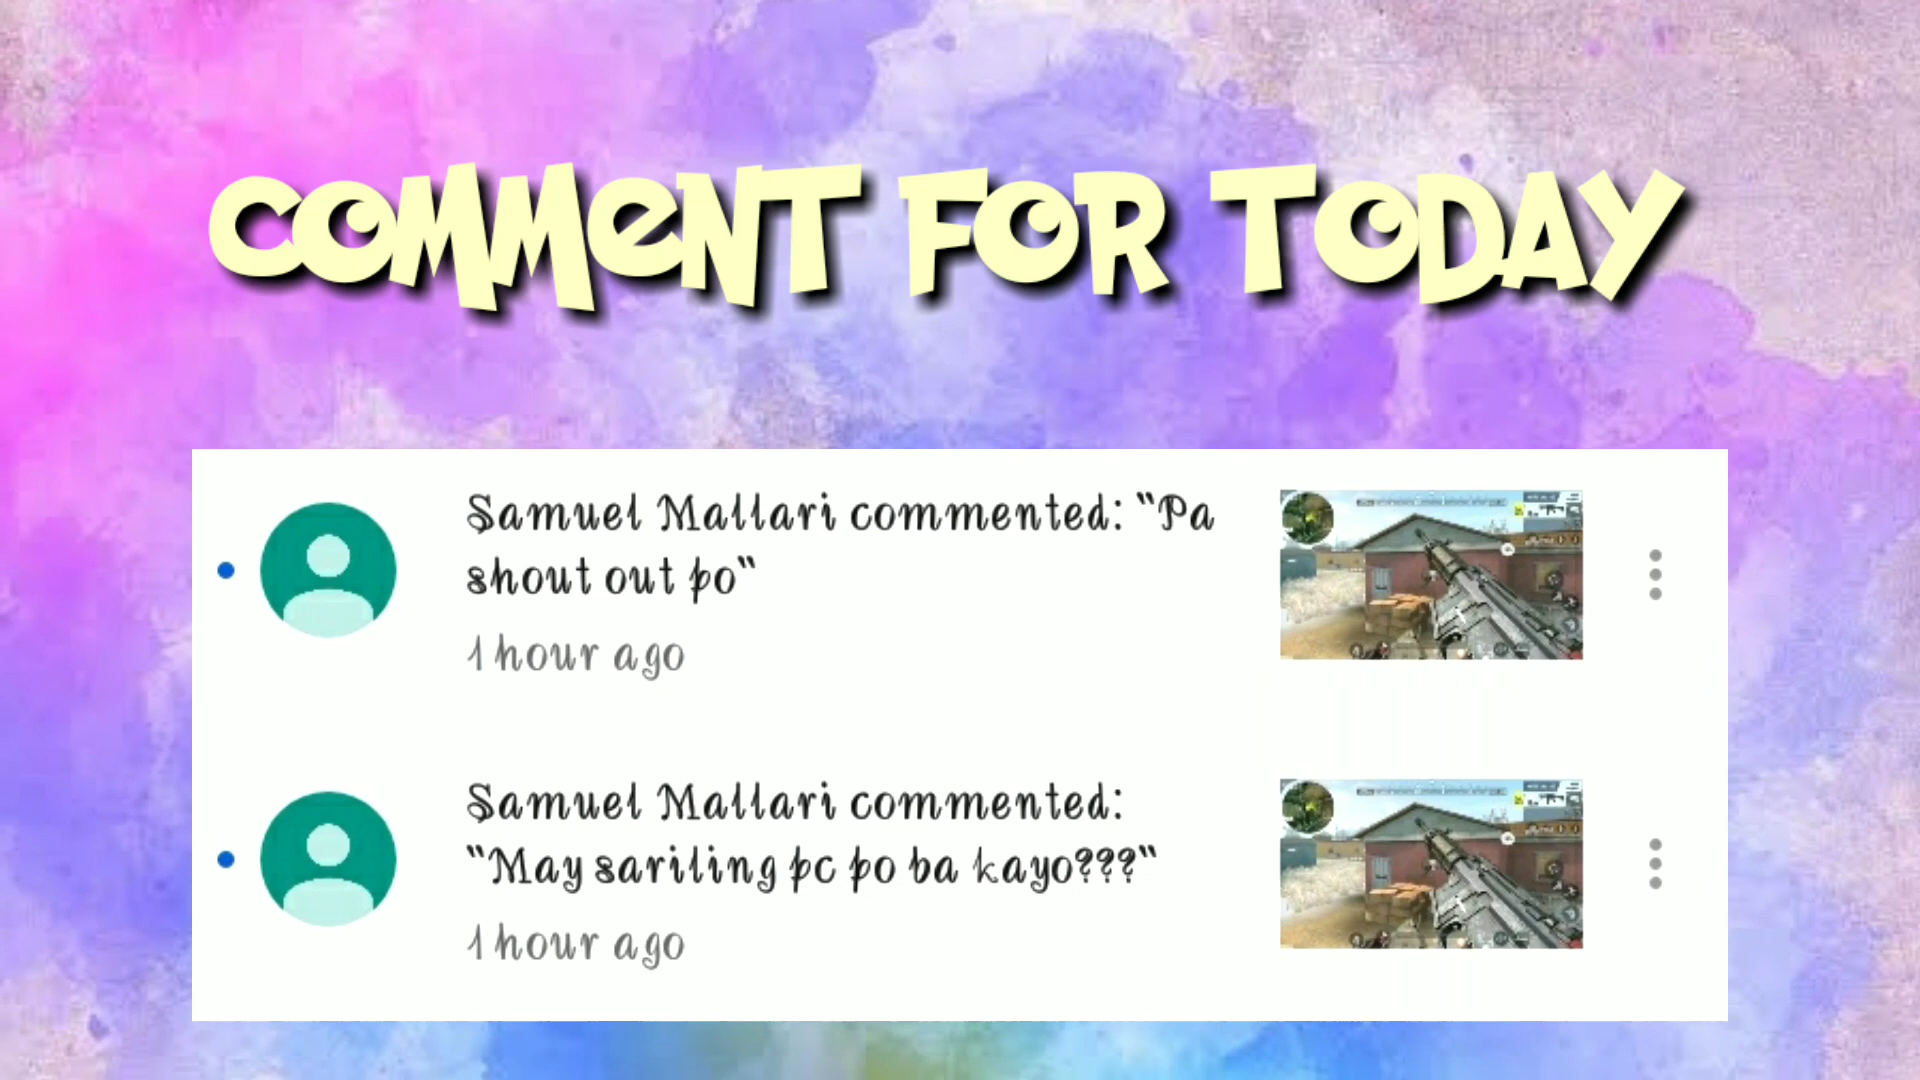 COMMENT FOR TODAY
Samuel Mallari commented: "Pa
shout out po"
1 hour ago
Samuel Mallari commented:
"May sariling pc po ba kayo???"
1 hour ago